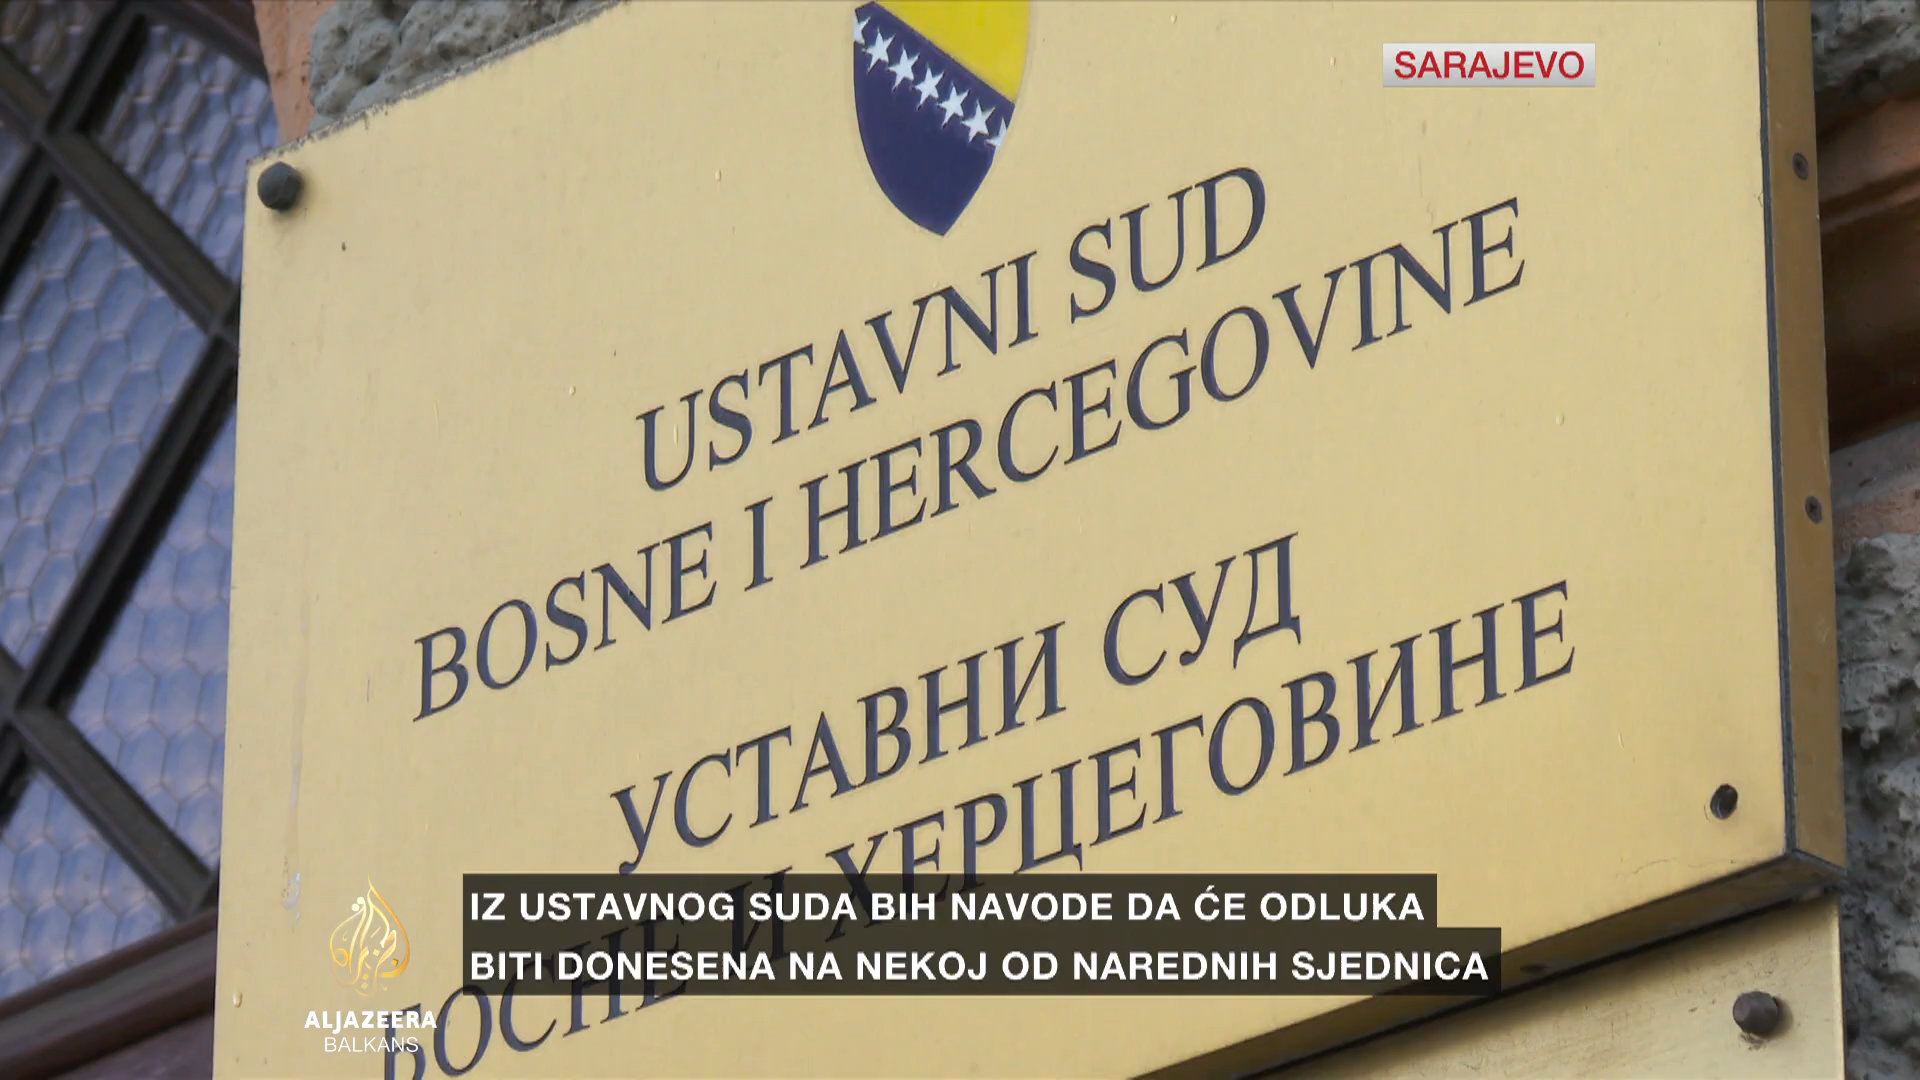 SARAJEVO
USTAVNI SUD
BOSNE I HERCEGOVINE
УСТАВНИ СУД
БОСНЕ И ХЕРЦЕГОВИНЕ
IZ USTAVNOG SUDA BIH NAVODE DA ĆE ODLUKA
BITI DONESENA NA NEKOJ OD NAREDNIH SJEDNICA
ALJAZEERA
BALKANS